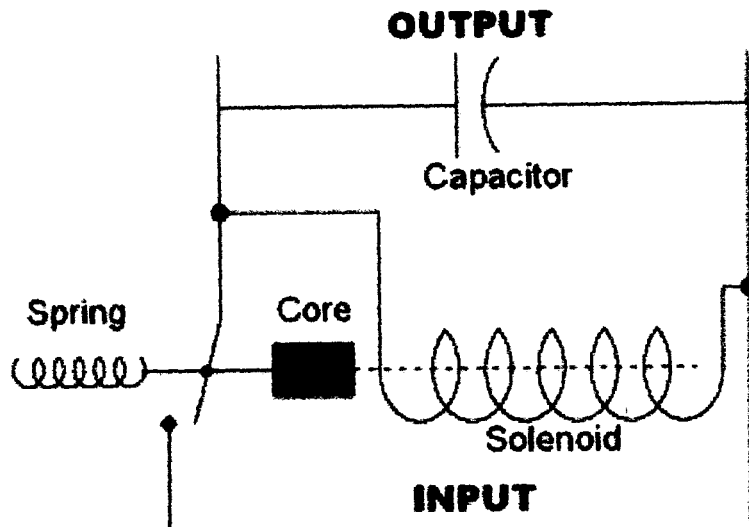 OUTPUT
Capacitor
Spring
Core
Solenoid
INPUT